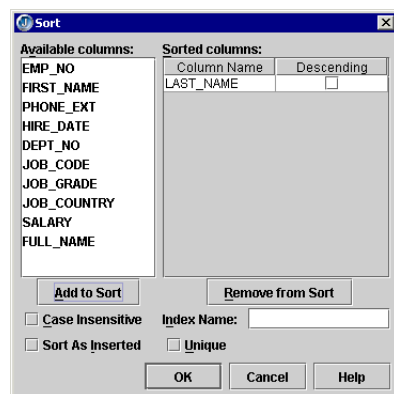 Sort
Available columns: Sorted columns:
Column Name Descending
LAST_NAME
EMP_NO
FIRST_NAME
PHONE_EXT
HIRE_DATE
DEPT_NO
JOB_CODE
JOB_GRADE
JOB_COUNTRY
SALARY
FULL_NAME
Add to Sort Remove from Sort
Case Insensitive Index Name:
Sort As Inserted Unique
OK Cancel Help